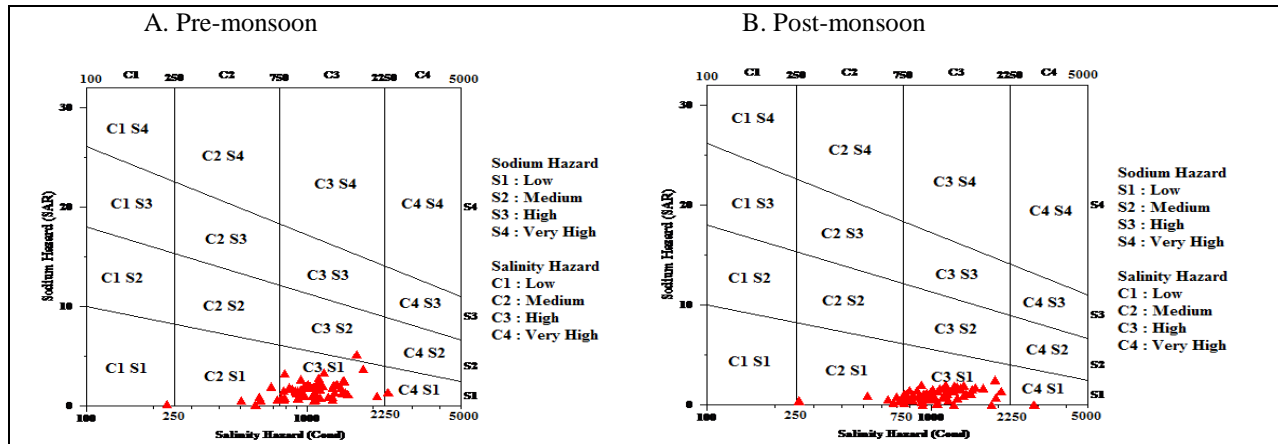 A. Pre-monsoon
B. Post-monsoon
100 C1 250 C2 750 C3 2250 C4 5000
30
C1 S4
C2 S4
C3 S4
C4 S4
S4
20
C1 S3
C2 S3
C3 S3
C4 S3
S3
Sodium Hazard (SAR)
10
C1 S2
C2 S2
C3 S2
C4 S2
S2
C1 S1
C2 S1
C3 S1
C4 S1
S1
0
100 250 1000 2250 5000
Salinity Hazard (Cond)
Sodium Hazard
S1 : Low
S2 : Medium
S3 : High
S4 : Very High
Salinity Hazard
C1 : Low
C2 : Medium
C3 : High
C4 : Very High
100 C1 250 C2 750 C3 2250 C4 5000
30
C1 S4
C2 S4
C3 S4
C4 S4
S4
20
C1 S3
C2 S3
C3 S3
C4 S3
S3
Sodium Hazard (SAR)
10
C1 S2
C2 S2
C3 S2
C4 S2
S2
C1 S1
C2 S1
C3 S1
C4 S1
S1
0
100 250 750 1000 2250 5000
Salinity Hazard (Cond)
Sodium Hazard
S1 : Low
S2 : Medium
S3 : High
S4 : Very High
Salinity Hazard
C1 : Low
C2 : Medium
C3 : High
C4 : Very High